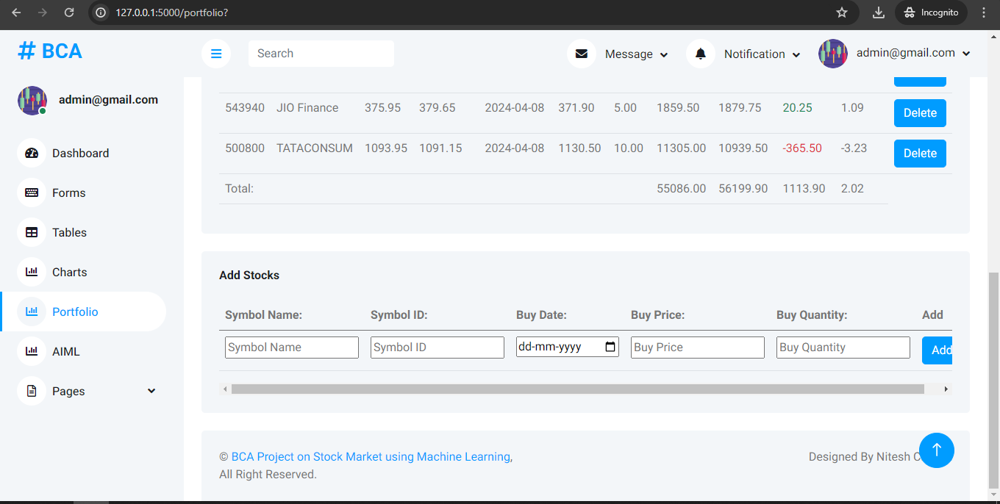 127.0.0.1:5000/portfolio?
Incognito
# BCA
Search
Message
Notification
admin@gmail.com
admin@gmail.com
Dashboard
Forms
Tables
Charts
Portfolio
AIML
Pages
543940 JIO Finance 375.95 379.65 2024-04-08 371.90 5.00 1859.50 1879.75 20.25 1.09 Delete
500800 TATACONSUM 1093.95 1091.15 2024-04-08 1130.50 10.00 11305.00 10939.50 -365.50 -3.23 Delete
Total: 55086.00 56199.90 1113.90 2.02
Add Stocks
Symbol Name: Symbol ID: Buy Date: Buy Price: Buy Quantity: Add
Symbol Name Symbol ID dd-mm-yyyy Buy Price Buy Quantity Add
© BCA Project on Stock Market using Machine Learning,
All Right Reserved.
Designed By Nitesh C